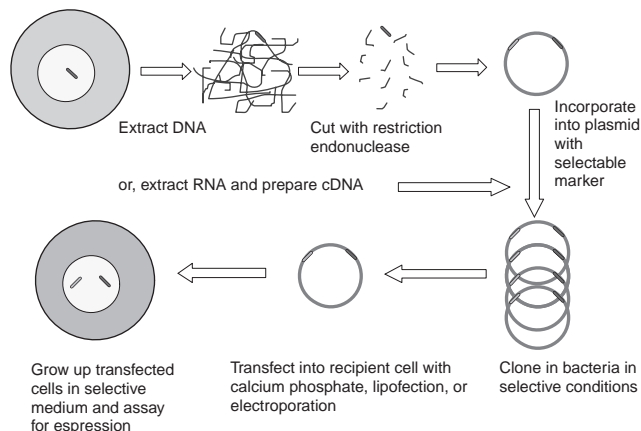 Extract DNA
Cut with restriction
endonuclease
Incorporate
into plasmid
with
selectable
marker
or, extract RNA and prepare cDNA
Grow up transfected
cells in selective
medium and assay
for espression
Transfect into recipient cell with
calcium phosphate, lipofection, or
electroporation
Clone in bacteria in
selective conditions